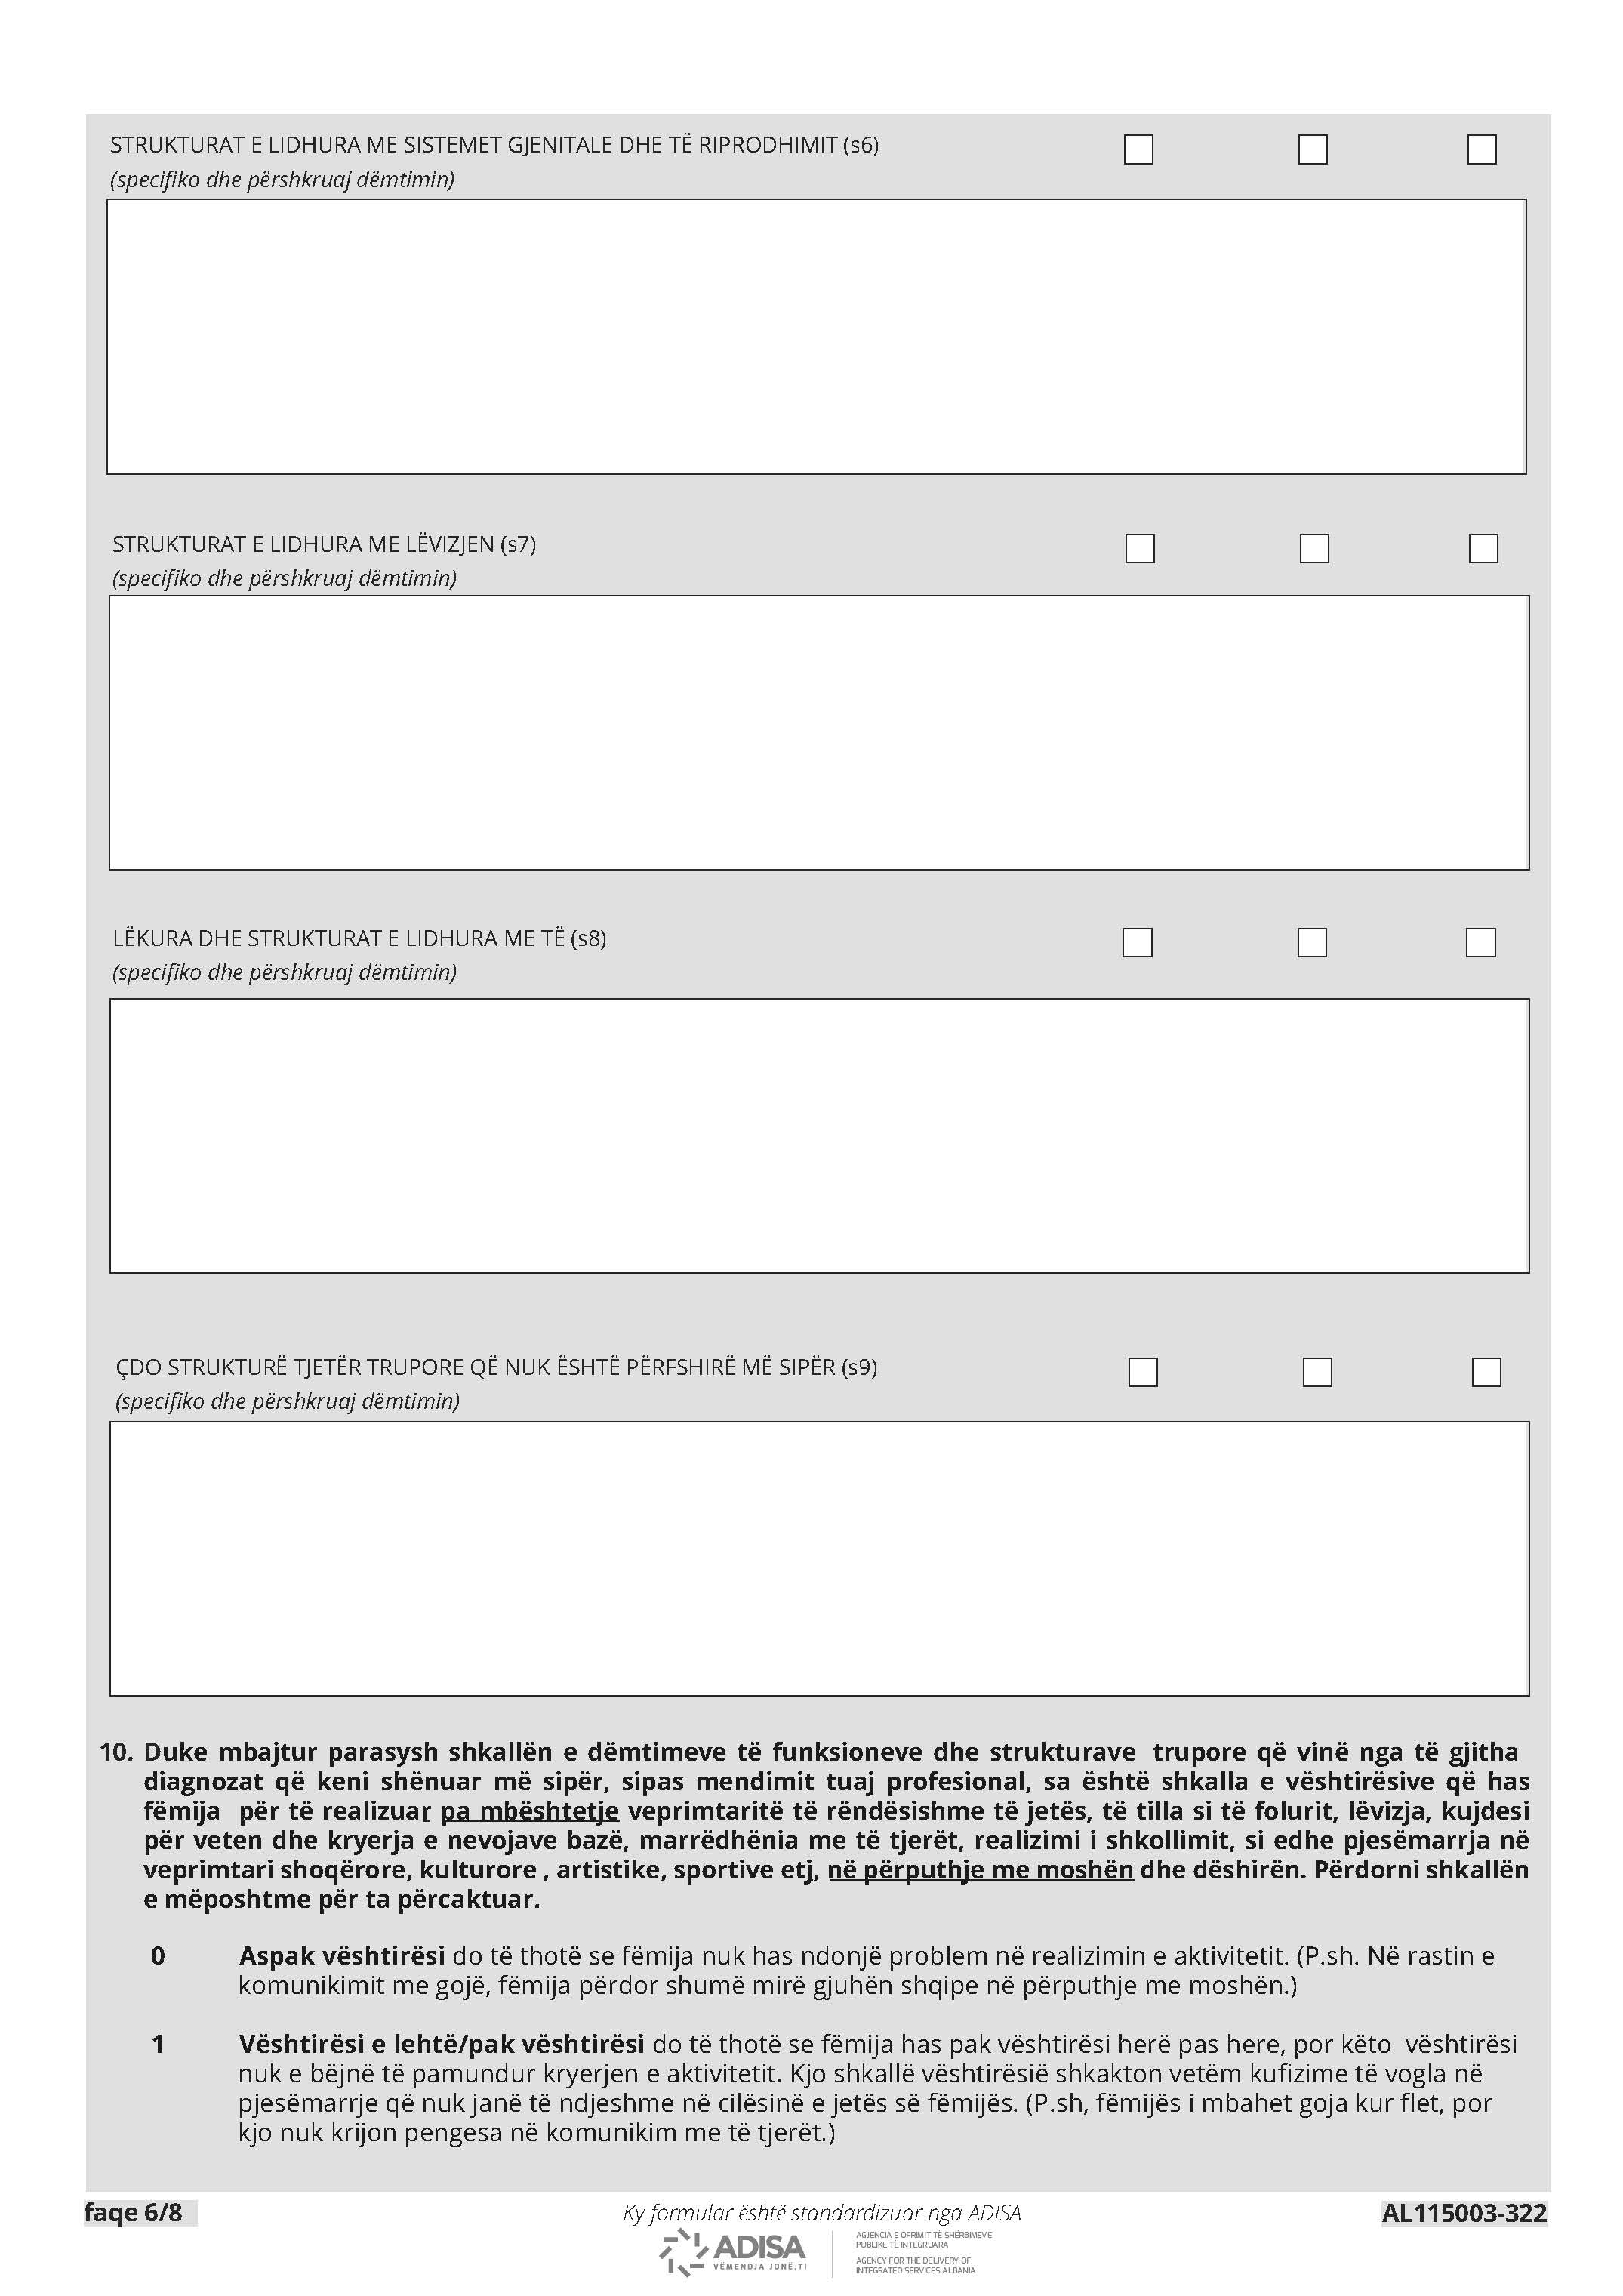 STRUKTURAT E LIDHURA ME SISTEMET GJENITALE DHE TË RIPRODHIMIT (s6)
(specifiko dhe përshkruaj dëmtimin)
STRUKTURAT E LIDHURA ME LËVIZJEN (s7)
(specifiko dhe përshkruaj dëmtimin)
LËKURA DHE STRUKTURAT E LIDHURA ME TË (s8)
(specifiko dhe përshkruaj dëmtimin)
ÇDO STRUKTURË TJETËR TRUPORE QË NUK ËSHTË PËRFSHIRË MË SIPËR (s9)
(specifiko dhe përshkruaj dëmtimin)
10. Duke mbajtur parasysh shkallën e dëmtimeve të funksioneve dhe strukturave trupore që vinë nga të gjitha
diagnozat që keni shënuar më sipër, sipas mendimit tuaj profesional, sa është shkalla e vështirësive që has
fëmija për të realizuar pa mbështetje veprimtaritë të rëndësishme të jetës, të tilla si të folurit, lëvizja, kujdesi
për veten dhe kryerja e nevojave bazë, marrëdhënia me të tjerët, realizimi i shkollimit, si edhe pjesëmarrja në
veprimtari shoqërore, kulturore , artistike, sportive etj, në përputhje me moshën dhe dëshirën. Përdorni shkallën
e mëposhtme për ta përcaktuar.
0 Aspak vështirësi do të thotë se fëmija nuk has ndonjë problem në realizimin e aktivitetit. (P.sh. Në rastin e
komunikimit me gojë, fëmija përdor shumë mirë gjuhën shqipe në përputhje me moshën.)
1 Vështirësi e lehtë/pak vështirësi do të thotë se fëmija has pak vështirësi herë pas here, por këto vështirësi
nuk e bëjnë të pamundur kryerjen e aktivitetit. Kjo shkallë vështirësië shkakton vetëm kufizime të vogla në
pjesëmarrje që nuk janë të ndjeshme në cilësinë e jetës së fëmijës. (P.sh, fëmijës i mbahet goja kur flet, por
kjo nuk krijon pengesa në komunikim me të tjerët.)
faqe 6/8 Ky formular është standardizuar nga ADISA AL115003-322
ADISA
VËMENDJA JONË, TI
AGJENCIA E OFRIMIT TË SHËRBIMEVE
PUBLIKE TË INTEGRUARA
AGENCY FOR THE DELIVERY OF
INTEGRATED SERVICES ALBANIA